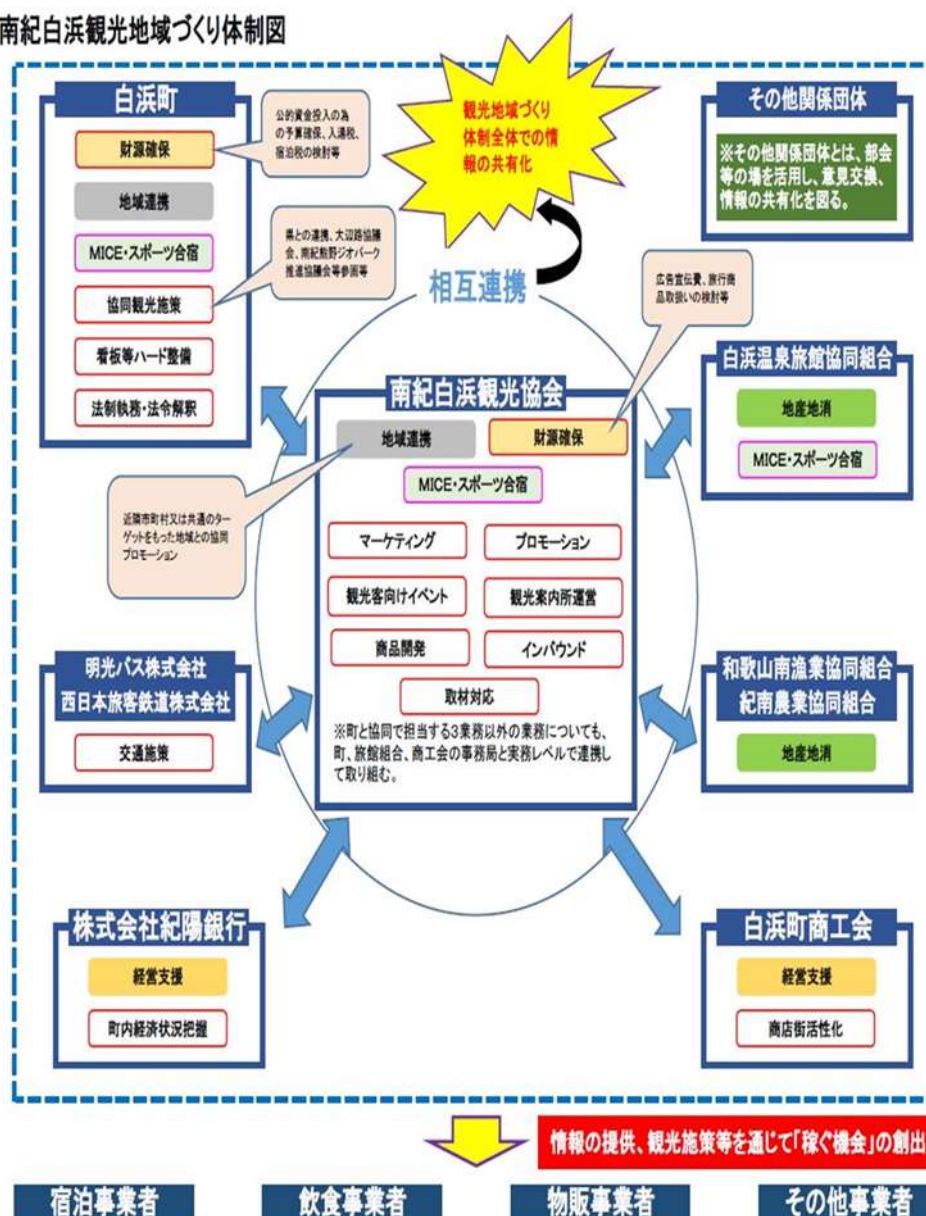 南紀白浜観光地域づくり体制図
白浜町
財源確保
地域連携
MICE・スポーツ合宿
協同観光施策
看板等ハード整備
法制執務・法令解釈
公的資金投入の為
の予算確保、入湯税、
宿泊税の検討等
県との連携、大辺路協議
会、南紀熊野ジオパーク
推進協議会等参画等
観光地域づくり
体制全体での情
報の共有化
その他関係団体
※その他関係団体とは、部会
等の場を活用し、意見交換、
情報の共有化を図る。
相互連携
広告宣伝費、旅行商
品取扱いの検討等
南紀白浜観光協会
地域連携
財源確保
MICE・スポーツ合宿
マーケティング
プロモーション
観光客向けイベント
観光案内所運営
商品開発
インバウンド
取材対応
※町と協同で担当する3業務以外の業務についても、
町、旅館組合、商工会の事務局と実務レベルで連携し
て取り組む。
近隣市町村又は共通のター
ゲットをもった地域との協同
プロモーション
白浜温泉旅館協同組合
地産地消
MICE・スポーツ合宿
明光バス株式会社
西日本旅客鉄道株式会社
交通施策
和歌山南漁業協同組合
紀南農業協同組合
地産地消
株式会社紀陽銀行
経営支援
町内経済状況把握
白浜町商工会
経営支援
商店街活性化
情報の提供、観光施策等を通じて「稼ぐ機会」の創出
宿泊事業者
飲食事業者
物販事業者
その他事業者